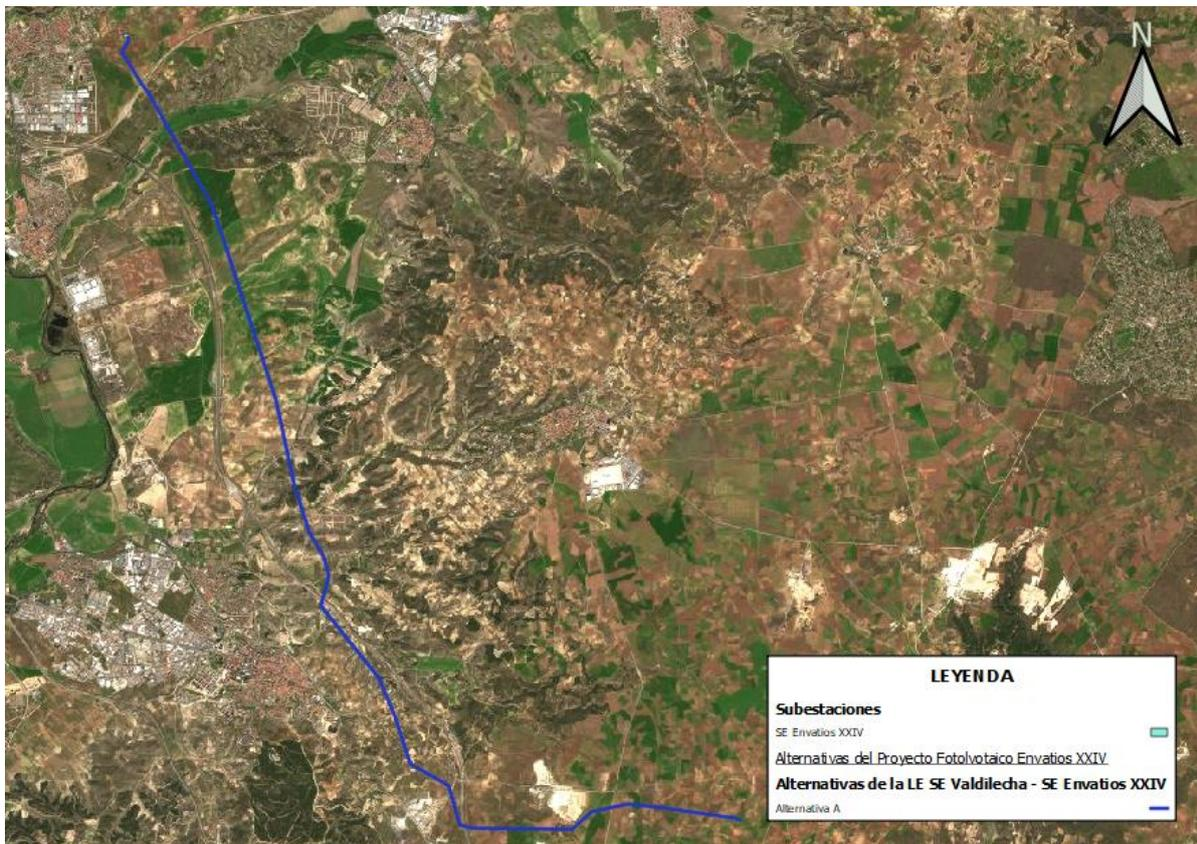 N
LEYENDA
Subestaciones
SE Envatios XXIV
Alternativas del Proyecto Fotolvotaico Envatios XXIV
Alternativas de la LE SE Valdilecha - SE Envatios XXIV
Alternativa A